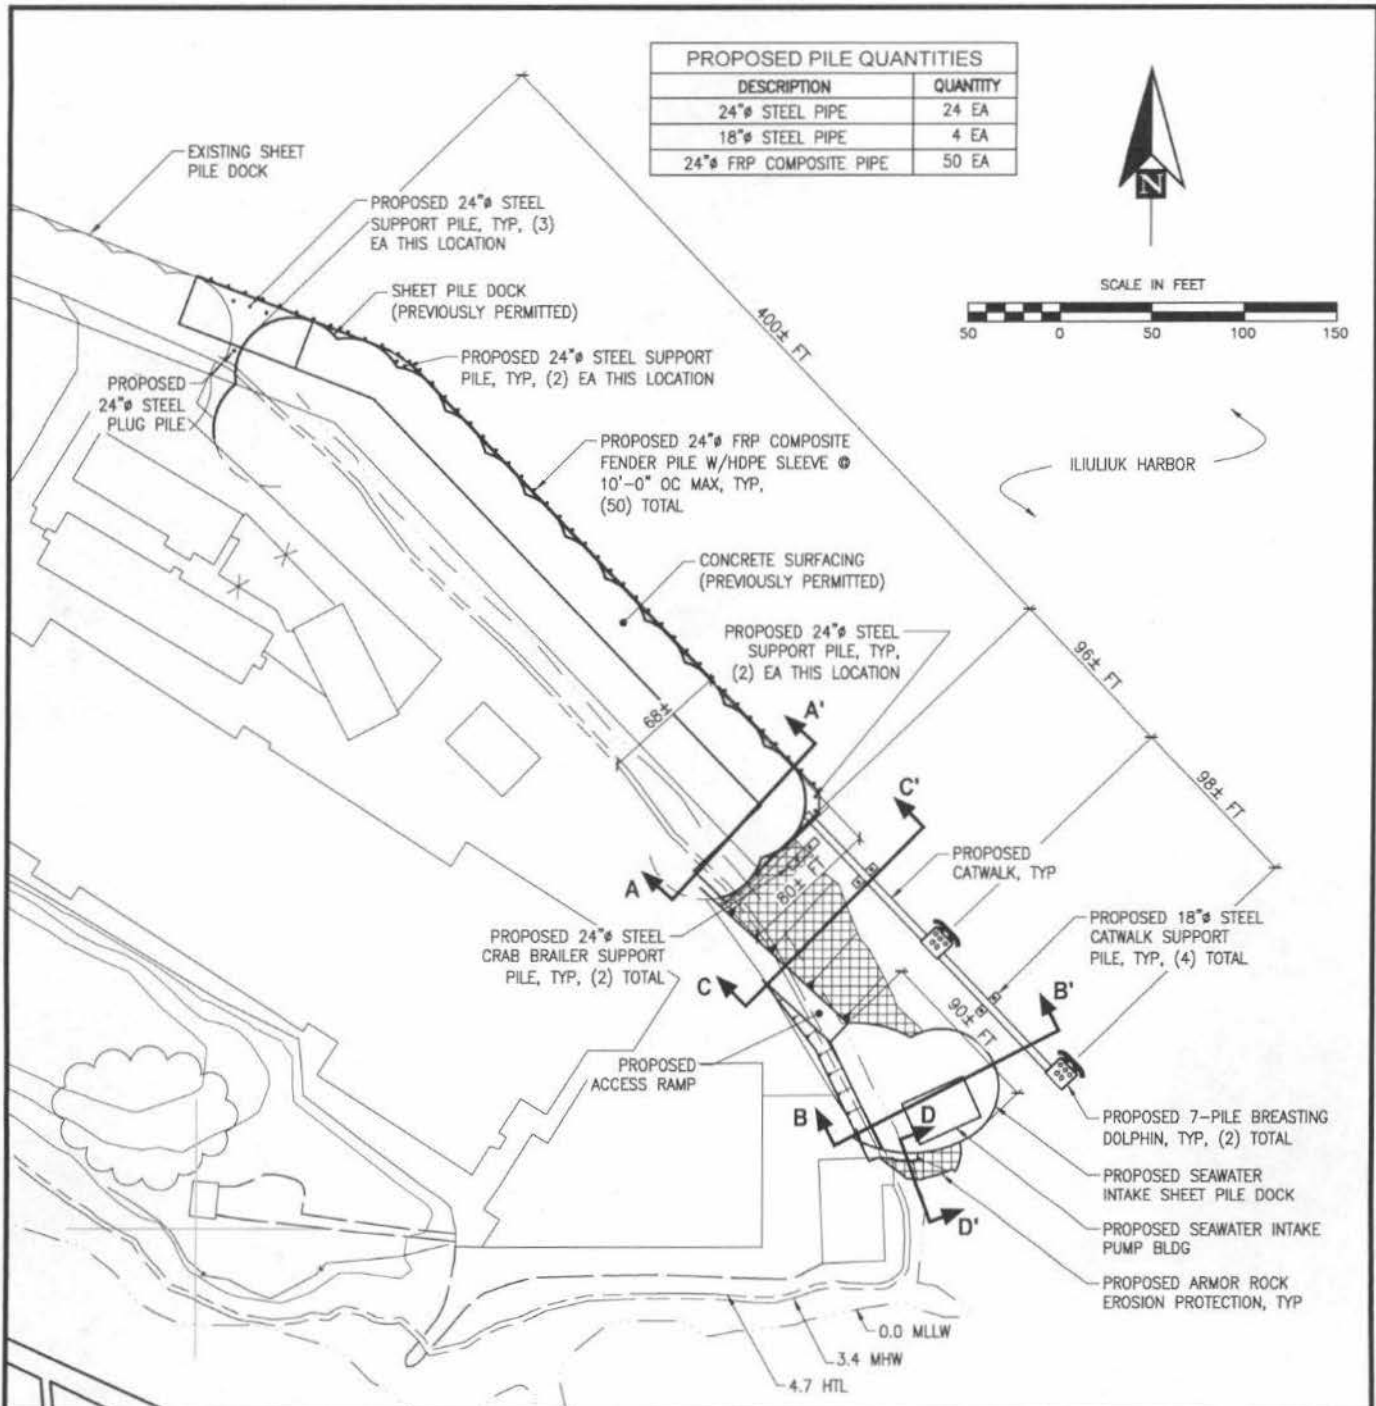 PROPOSED PILE QUANTITIES
DESCRIPTION QUANTITY
24"ø STEEL PIPE 24 EA
18"ø STEEL PIPE 4 EA
24"ø FRP COMPOSITE PIPE 50 EA
N
SCALE IN FEET
50 0 50 100 150
EXISTING SHEET
PILE DOCK
PROPOSED 24"ø STEEL
SUPPORT PILE, TYP, (3)
EA THIS LOCATION
SHEET PILE DOCK
(PREVIOUSLY PERMITTED)
PROPOSED 24"ø STEEL SUPPORT
PILE, TYP, (2) EA THIS LOCATION
PROPOSED
24"ø STEEL
PLUG PILE
400± FT
PROPOSED 24"ø FRP COMPOSITE
FENDER PILE W/HDPE SLEEVE @
10'-0" OC MAX, TYP,
(50) TOTAL
ILIULIUK HARBOR
CONCRETE SURFACING
(PREVIOUSLY PERMITTED)
PROPOSED 24"ø STEEL
SUPPORT PILE, TYP,
(2) EA THIS LOCATION
96± FT
98± FT
68±
A'
C'
A
80± FT
PROPOSED
CATWALK, TYP
PROPOSED 24"ø STEEL
CRAB BRAILER SUPPORT
PILE, TYP, (2) TOTAL
PROPOSED 18"ø STEEL
CATWALK SUPPORT
PILE, TYP, (4) TOTAL
C
B'
90± FT
PROPOSED
ACCESS RAMP
B
D
PROPOSED 7-PILE BREASTING
DOLPHIN, TYP, (2) TOTAL
PROPOSED SEAWATER
INTAKE SHEET PILE DOCK
D'
PROPOSED SEAWATER INTAKE
PUMP BLDG
PROPOSED ARMOR ROCK
EROSION PROTECTION, TYP
0.0 MLLW
3.4 MHW
4.7 HTL